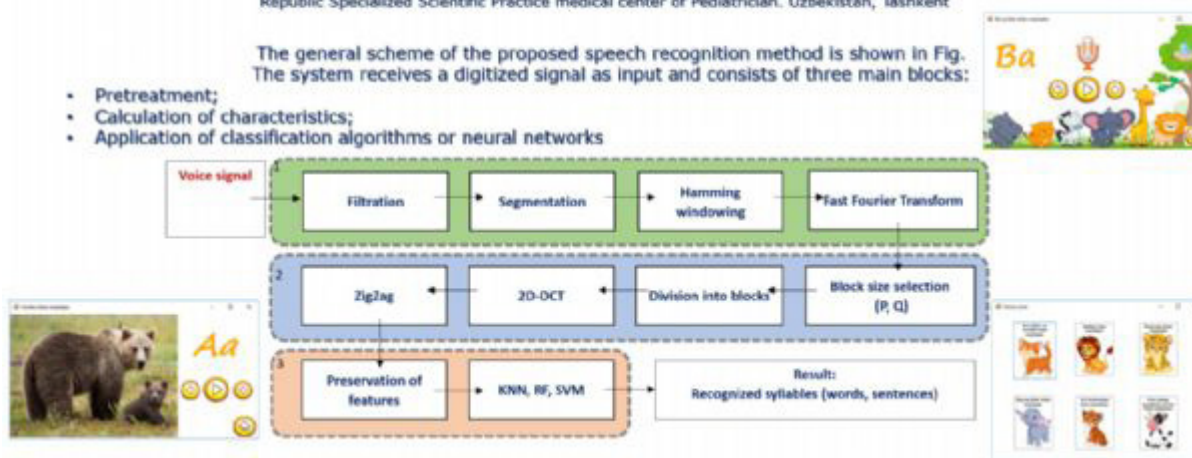 Republic Specialized Scientific Practice medical center of Pediatrician. Uzbekistan, Tashkent
The general scheme of the proposed speech recognition method is shown in Fig.
The system receives a digitized signal as input and consists of three main blocks:
• Pretreatment;
• Calculation of characteristics;
• Application of classification algorithms or neural networks
Ba
Voice signal
1
Filtration
Segmentation
Hamming
windowing
Fast Fourier Transform
2
ZigZag
2D-DCT
Division into blocks
Block size selection
(P, Q)
Aa
3
Preservation of
features
KNN, RF, SVM
Result:
Recognized syllables (words, sentences)